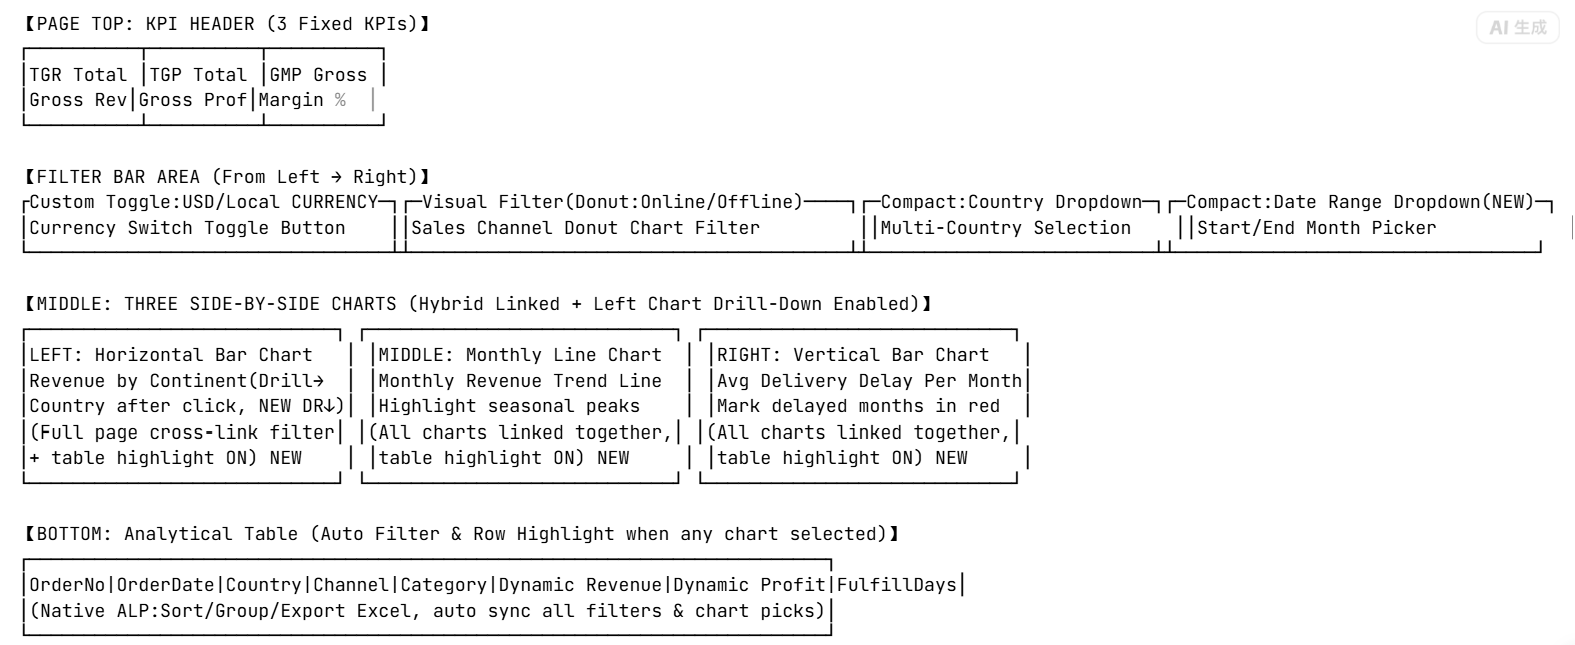 【PAGE TOP: KPI HEADER (3 Fixed KPIs)】
AI 生成
│TGR Total │TGP Total │GMP Gross │
│Gross Rev│Gross Prof│Margin % │
【FILTER BAR AREA (From Left → Right)】
┌Custom Toggle:USD/Local CURRENCY─┐┌─Visual Filter(Donut:Online/Offline)────┐┌─Compact:Country Dropdown─┐┌─Compact:Date Range Dropdown(NEW)─┐
│Currency Switch Toggle Button ││Sales Channel Donut Chart Filter ││Multi-Country Selection ││Start/End Month Picker │
【MIDDLE: THREE SIDE-BY-SIDE CHARTS (Hybrid Linked + Left Chart Drill-Down Enabled)】
│LEFT: Horizontal Bar Chart │ │MIDDLE: Monthly Line Chart │ │RIGHT: Vertical Bar Chart │
│Revenue by Continent(Drill→ │ │Monthly Revenue Trend Line │ │Avg Delivery Delay Per Month│
│Country after click, NEW DR↓)│ │Highlight seasonal peaks │ │Mark delayed months in red │
│(Full page cross-link filter│ │(All charts linked together,│ │(All charts linked together,│
│+ table highlight ON) NEW │ │table highlight ON) NEW │ │table highlight ON) NEW │
【BOTTOM: Analytical Table (Auto Filter & Row Highlight when any chart selected)】
│OrderNo|OrderDate|Country|Channel|Category|Dynamic Revenue|Dynamic Profit|FulfillDays│
│(Native ALP:Sort/Group/Export Excel, auto sync all filters & chart picks)│